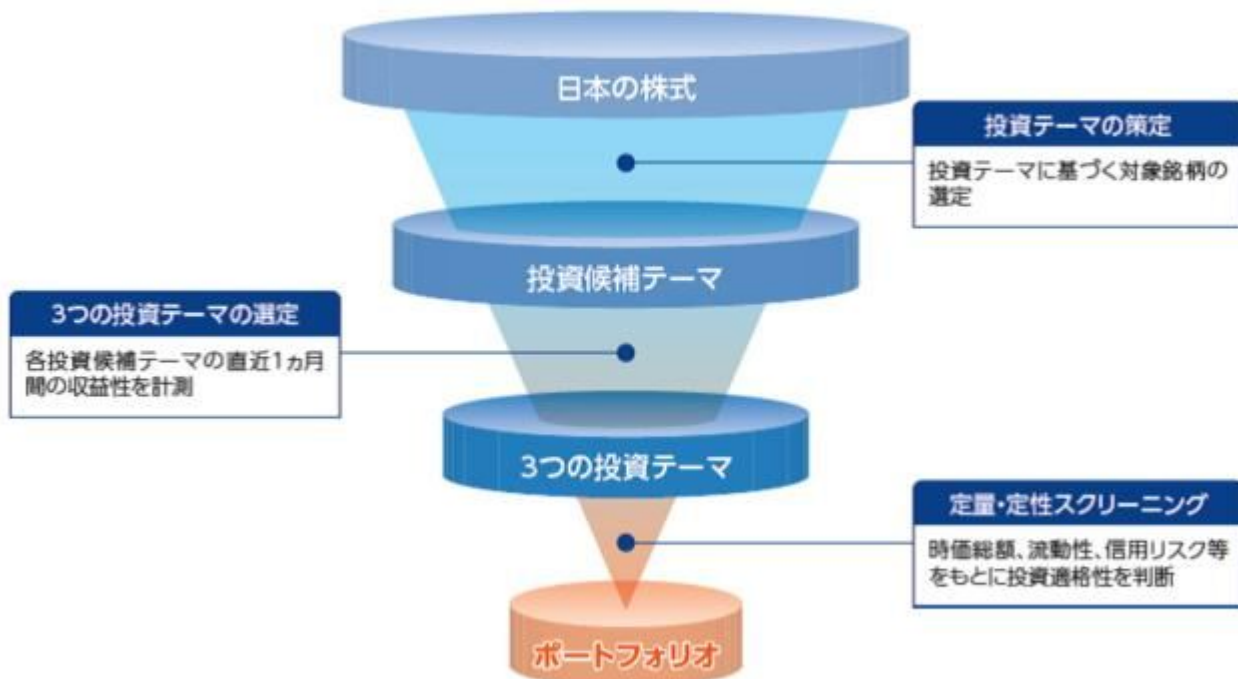 日本の株式
投資テーマの策定
投資テーマに基づく対象銘柄の
選定
投資候補テーマ
3つの投資テーマの選定
各投資候補テーマの直近1ヵ月
間の収益性を計測
3つの投資テーマ
定量・定性スクリーニング
時価総額、流動性、信用リスク等
をもとに投資適格性を判断
ポートフォリオ